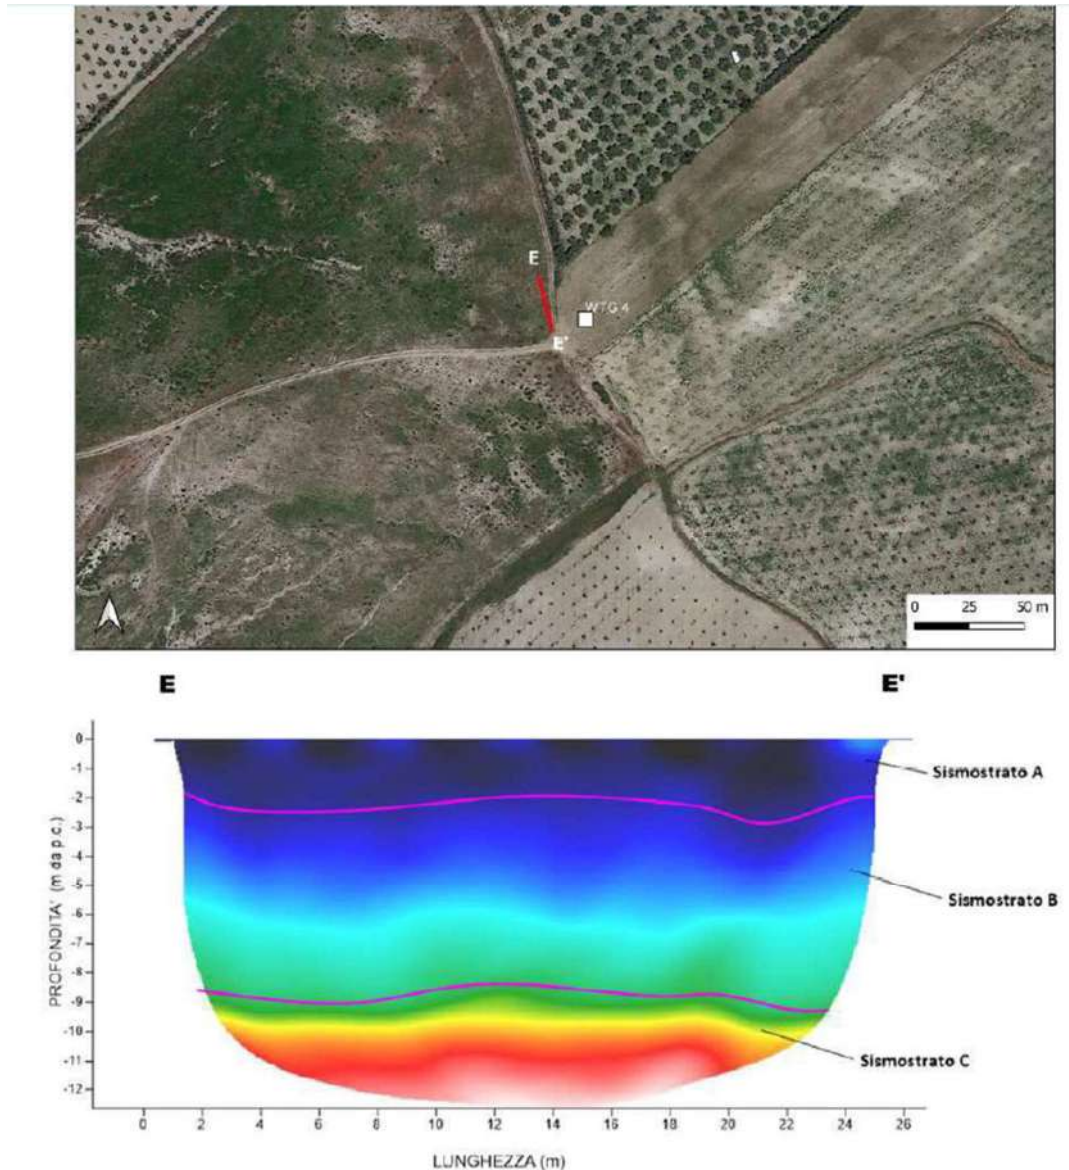 E
WTG 4
E'
0 25 50 m
E E'
0
-1
Sismostrato A
-2
-3
-4
-5
Sismostrato B
-6
-7
-8
-9
-10
Sismostrato C
-11
-12
PROFONDITA' (m da p.c.)
0 2 4 6 8 10 12 14 16 18 20 22 24 26
LUNGHEZZA (m)